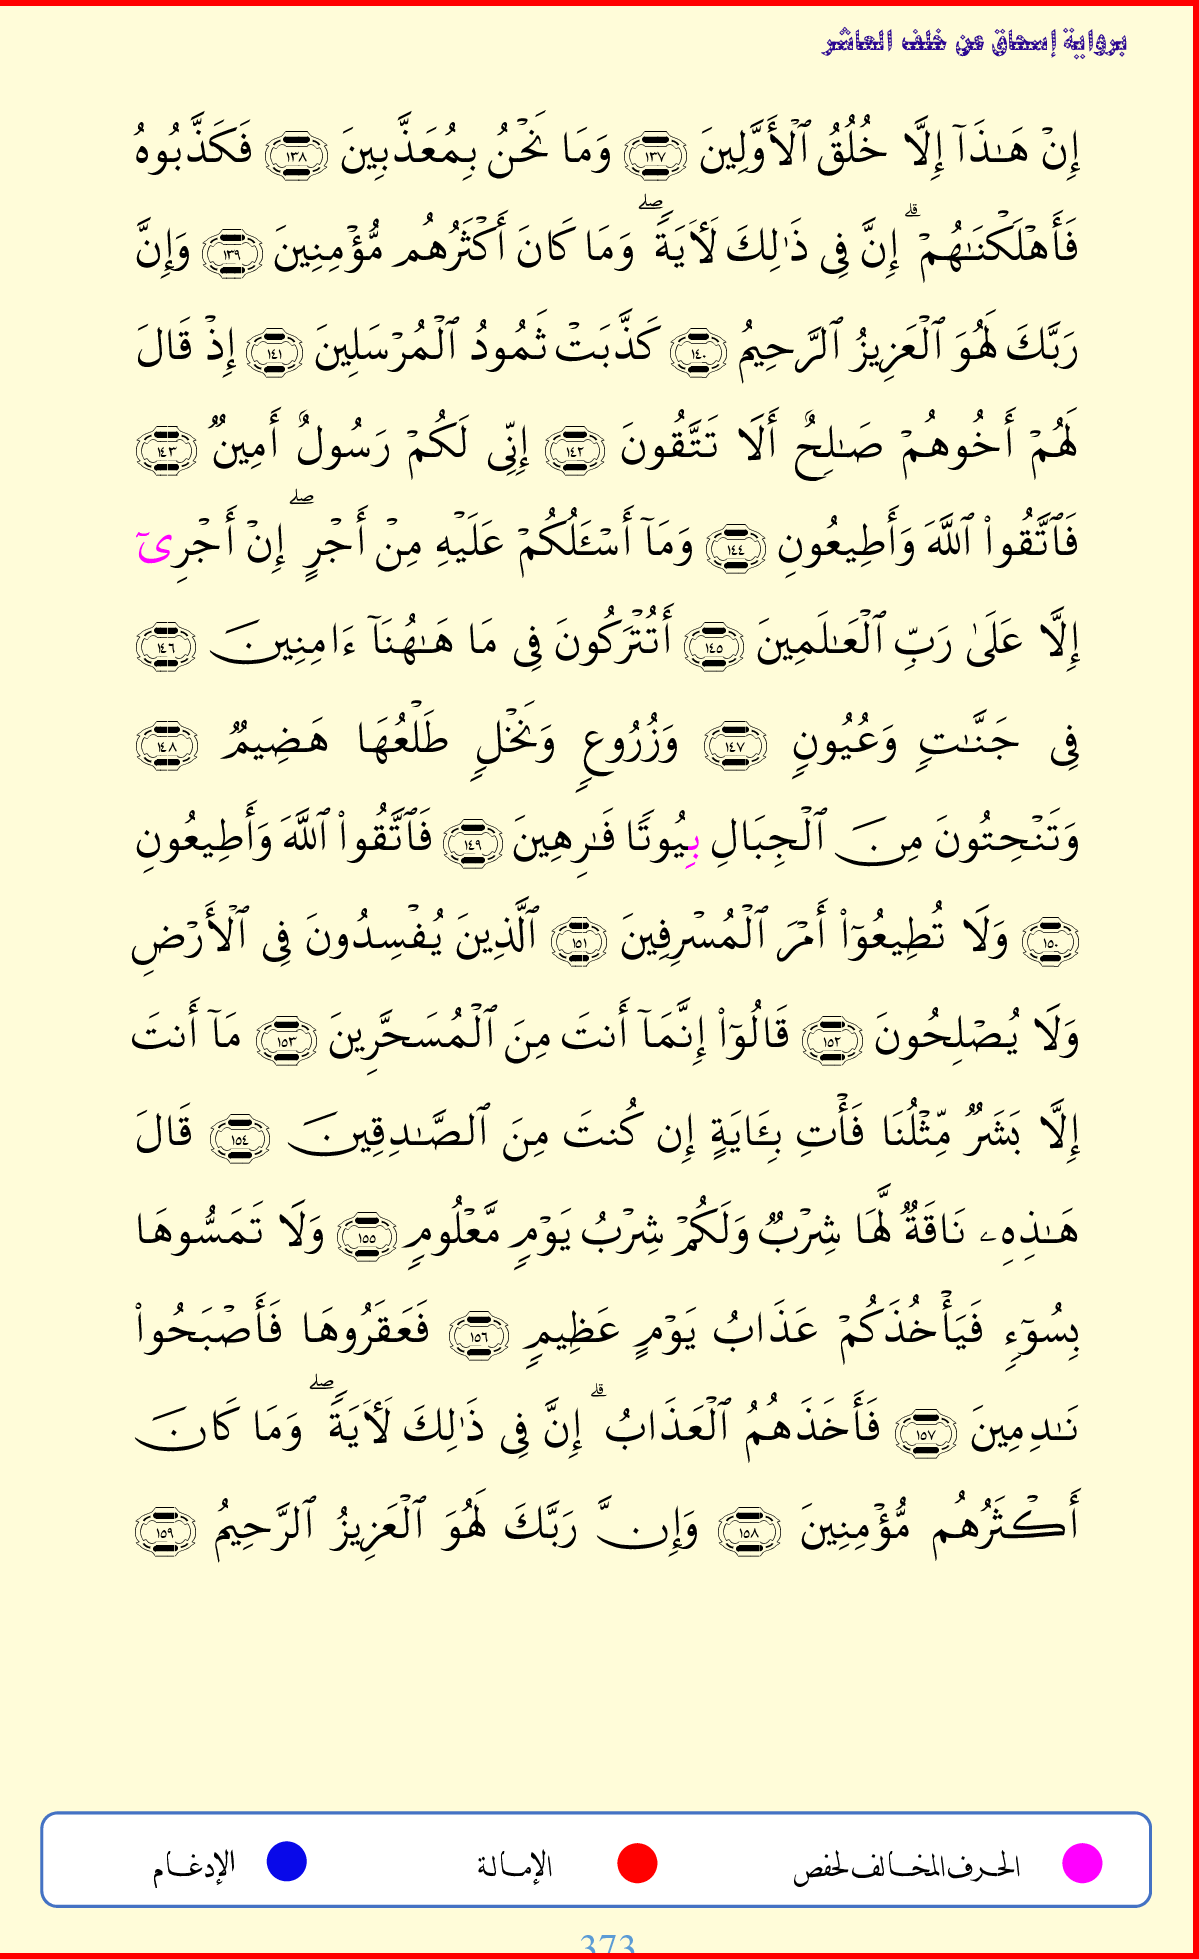 برواية إسحاق عن خلف العاشر
إِنْ هَـٰذَآ إِلَّا خُلُقُ ٱلْأَوَّلِينَ ١٣٧ وَمَا نَحْنُ بِمُعَذَّبِينَ ١٣٨ فَكَذَّبُوهُ
فَأَهْلَكْنَـٰهُمْ ۗ إِنَّ فِى ذَٰلِكَ لَـَٔايَةً ۖ وَمَا كَانَ أَكْثَرُهُم مُّؤْمِنِينَ ١٣٩ وَإِنَّ
رَبَّكَ لَهُوَ ٱلْعَزِيزُ ٱلرَّحِيمُ ١٤٠ كَذَّبَتْ ثَمُودُ ٱلْمُرْسَلِينَ ١٤١ إِذْ قَالَ
لَهُمْ أَخُوهُمْ صَـٰلِحٌ أَلَا تَتَّقُونَ ١٤٢ إِنِّى لَكُمْ رَسُولٌ أَمِينٌ ١٤٣
فَٱتَّقُوا۟ ٱللَّهَ وَأَطِيعُونِ ١٤٤ وَمَآ أَسْـَٔلُكُمْ عَلَيْهِ مِنْ أَجْرٍ ۖ إِنْ أَجْرِىٓ
إِلَّا عَلَىٰ رَبِّ ٱلْعَـٰلَمِينَ ١٤٥ أَتُتْرَكُونَ فِى مَا هَـٰهُنَآ ءَامِنِينَ ١٤٦
فِى جَنَّـٰتٍ وَعُيُونٍ ١٤٧ وَزُرُوعٍ وَنَخْلٍ طَلْعُهَا هَضِيمٌ ١٤٨
وَتَنْحِتُونَ مِنَ ٱلْجِبَالِ بِيُوتًا فَـٰرِهِينَ ١٤٩ فَٱتَّقُوا۟ ٱللَّهَ وَأَطِيعُونِ
١٥٠ وَلَا تُطِيعُوٓا۟ أَمْرَ ٱلْمُسْرِفِينَ ١٥١ ٱلَّذِينَ يُفْسِدُونَ فِى ٱلْأَرْضِ
وَلَا يُصْلِحُونَ ١٥٢ قَالُوٓا۟ إِنَّمَآ أَنتَ مِنَ ٱلْمُسَحَّرِينَ ١٥٣ مَآ أَنتَ
إِلَّا بَشَرٌ مِّثْلُنَا فَأْتِ بِـَٔايَةٍ إِن كُنتَ مِنَ ٱلصَّـٰدِقِينَ ١٥٤ قَالَ
هَـٰذِهِۦ نَاقَةٌ لَّهَا شِرْبٌ وَلَكُمْ شِرْبُ يَوْمٍ مَّعْلُومٍ ١٥٥ وَلَا تَمَسُّوهَا
بِسُوٓءٍ فَيَأْخُذَكُمْ عَذَابُ يَوْمٍ عَظِيمٍ ١٥٦ فَعَقَرُوهَا فَأَصْبَحُوا۟
نَـٰدِمِينَ ١٥٧ فَأَخَذَهُمُ ٱلْعَذَابُ ۗ إِنَّ فِى ذَٰلِكَ لَـَٔايَةً ۖ وَمَا كَانَ
أَكْثَرُهُم مُّؤْمِنِينَ ١٥٨ وَإِنَّ رَبَّكَ لَهُوَ ٱلْعَزِيزُ ٱلرَّحِيمُ ١٥٩
الحرف المخالف لحفص الإمالة الإدغام
373